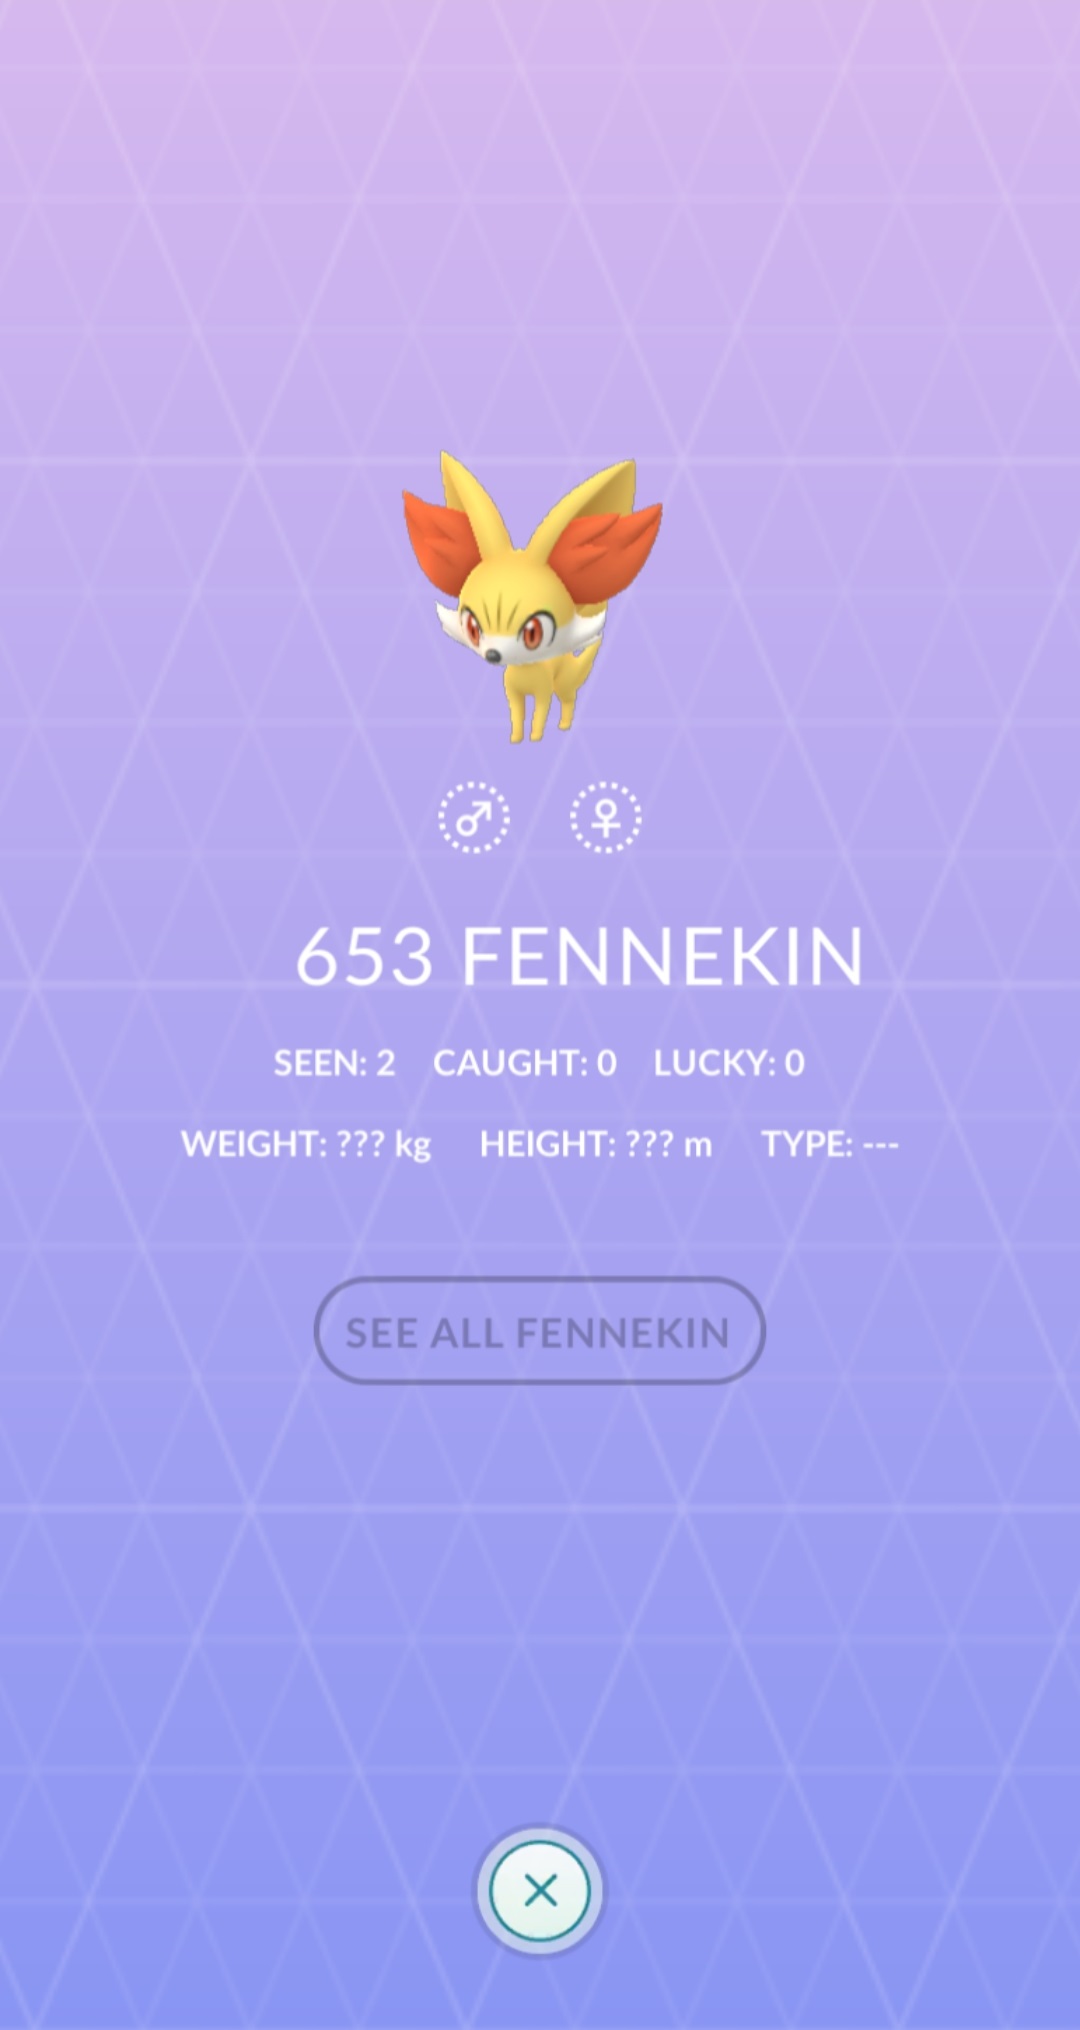 ♂ ♀
653 FENNEKIN
SEEN: 2 CAUGHT: 0 LUCKY: 0
WEIGHT: ??? kg HEIGHT: ??? m TYPE: ---
SEE ALL FENNEKIN